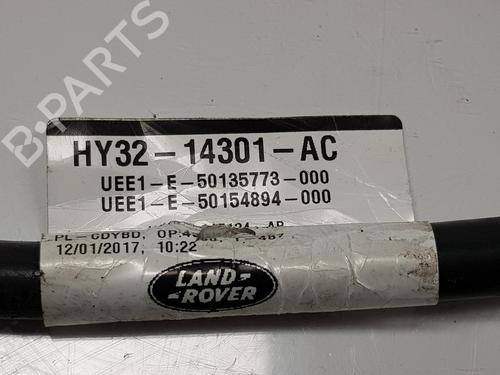 HY32-14301-AC
UEE1-E-50135773-000
UEE1-E-50154894-000
12/01/2017, 10:22
LAND-
-ROVER
B-PARTS